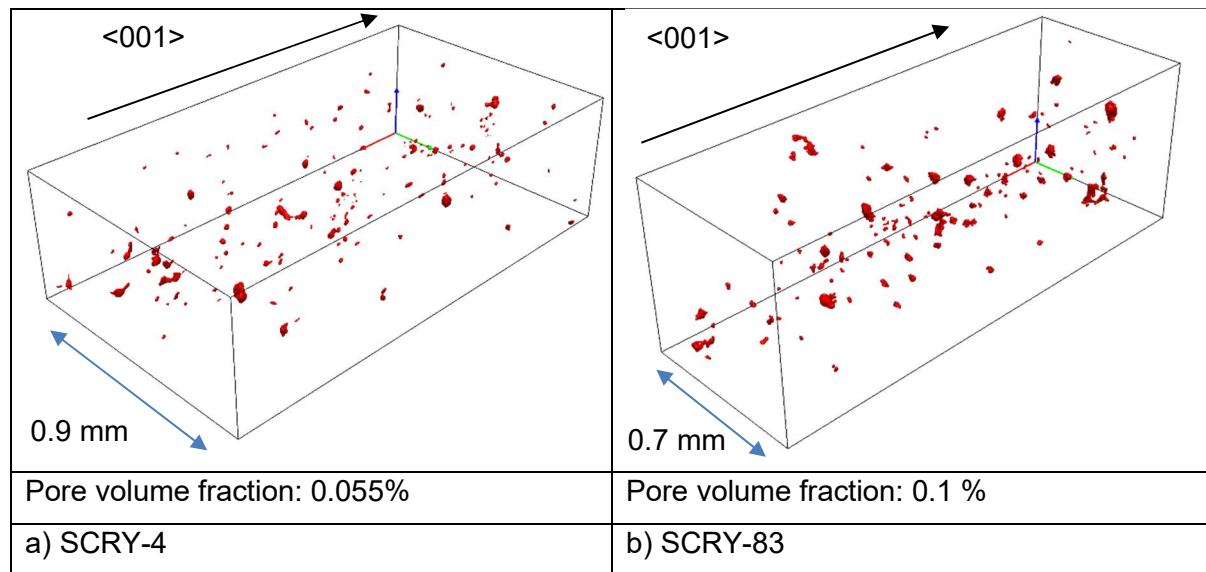 <001>
0.9 mm
Pore volume fraction: 0.055%
a) SCRY-4
<001>
0.7 mm
Pore volume fraction: 0.1 %
b) SCRY-83